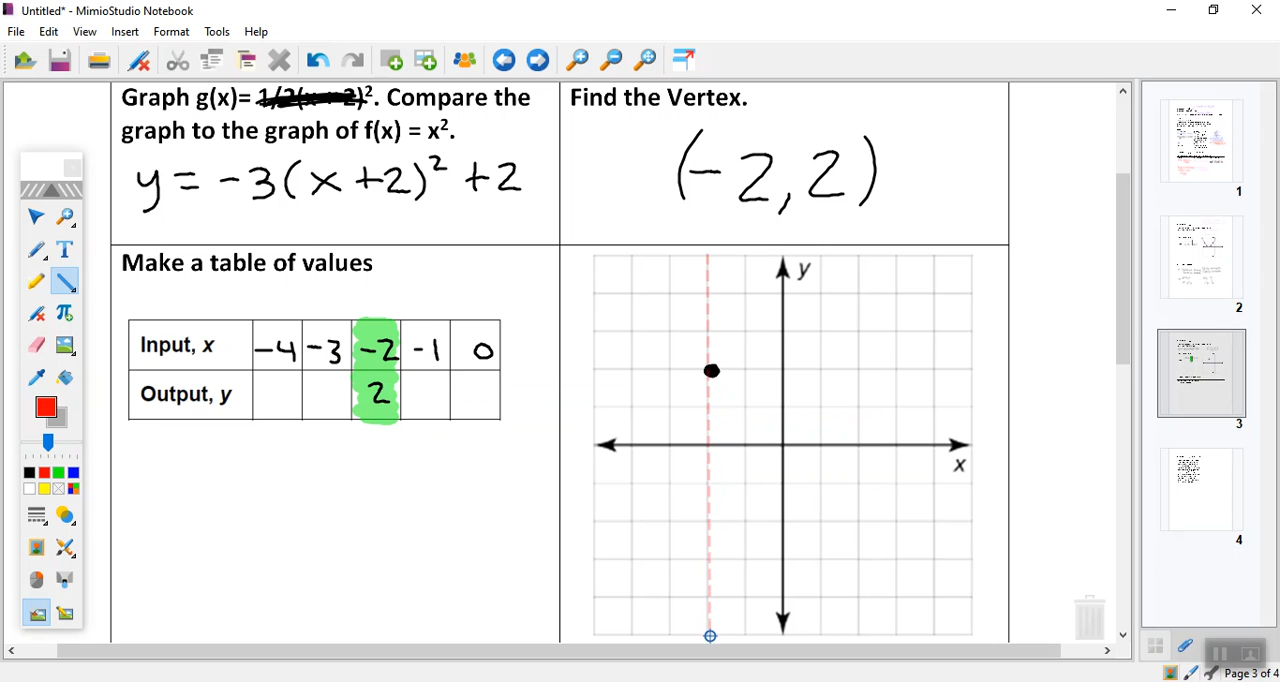 Untitled* - MimioStudio Notebook
File Edit View Insert Format Tools Help
Graph g(x)= 1/2(x + 2)². Compare the
graph to the graph of f(x) = x².
y = -3(x+2)² +2
Find the Vertex.
(-2, 2)
Make a table of values
Input, x -4 -3 -2 -1 0
Output, y 2
y
x
1
2
3
4
Page 3 of 4